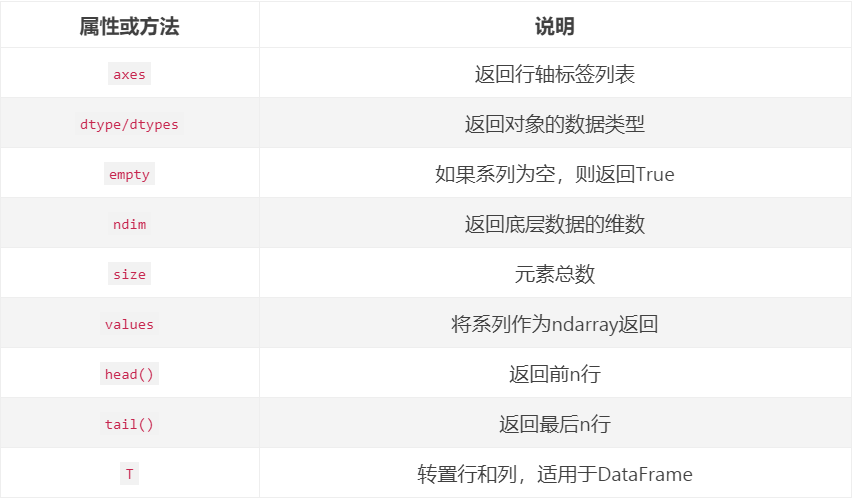 属性或方法 说明
axes 返回行轴标签列表
dtype/dtypes 返回对象的数据类型
empty 如果系列为空，则返回True
ndim 返回底层数据的维数
size 元素总数
values 将系列作为ndarray返回
head() 返回前n行
tail() 返回最后n行
T 转置行和列，适用于DataFrame